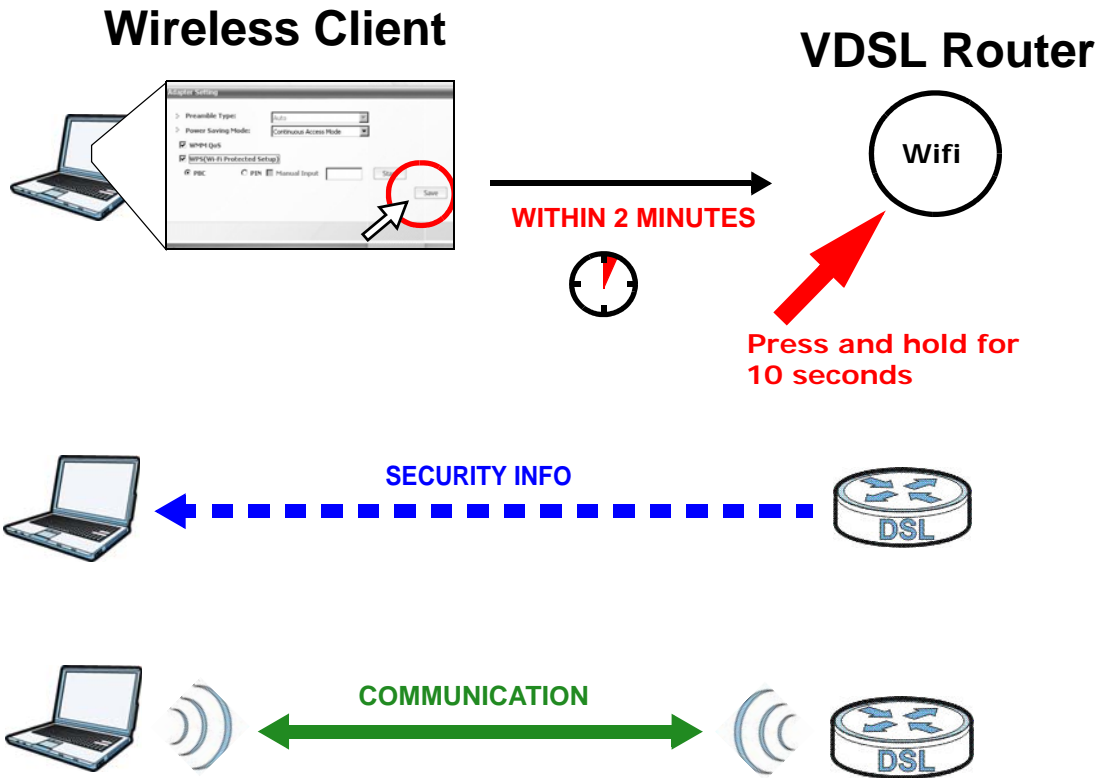 Wireless Client
VDSL Router
Adapter Setting
Preamble Type:
Auto
Power Saving Mode:
Continuous Access Mode
WMM QoS
WPS(Wi-Fi Protected Setup)
PBC
PIN
Manual Input
Save
Wifi
WITHIN 2 MINUTES
Press and hold for
10 seconds
SECURITY INFO
DSL
COMMUNICATION
DSL